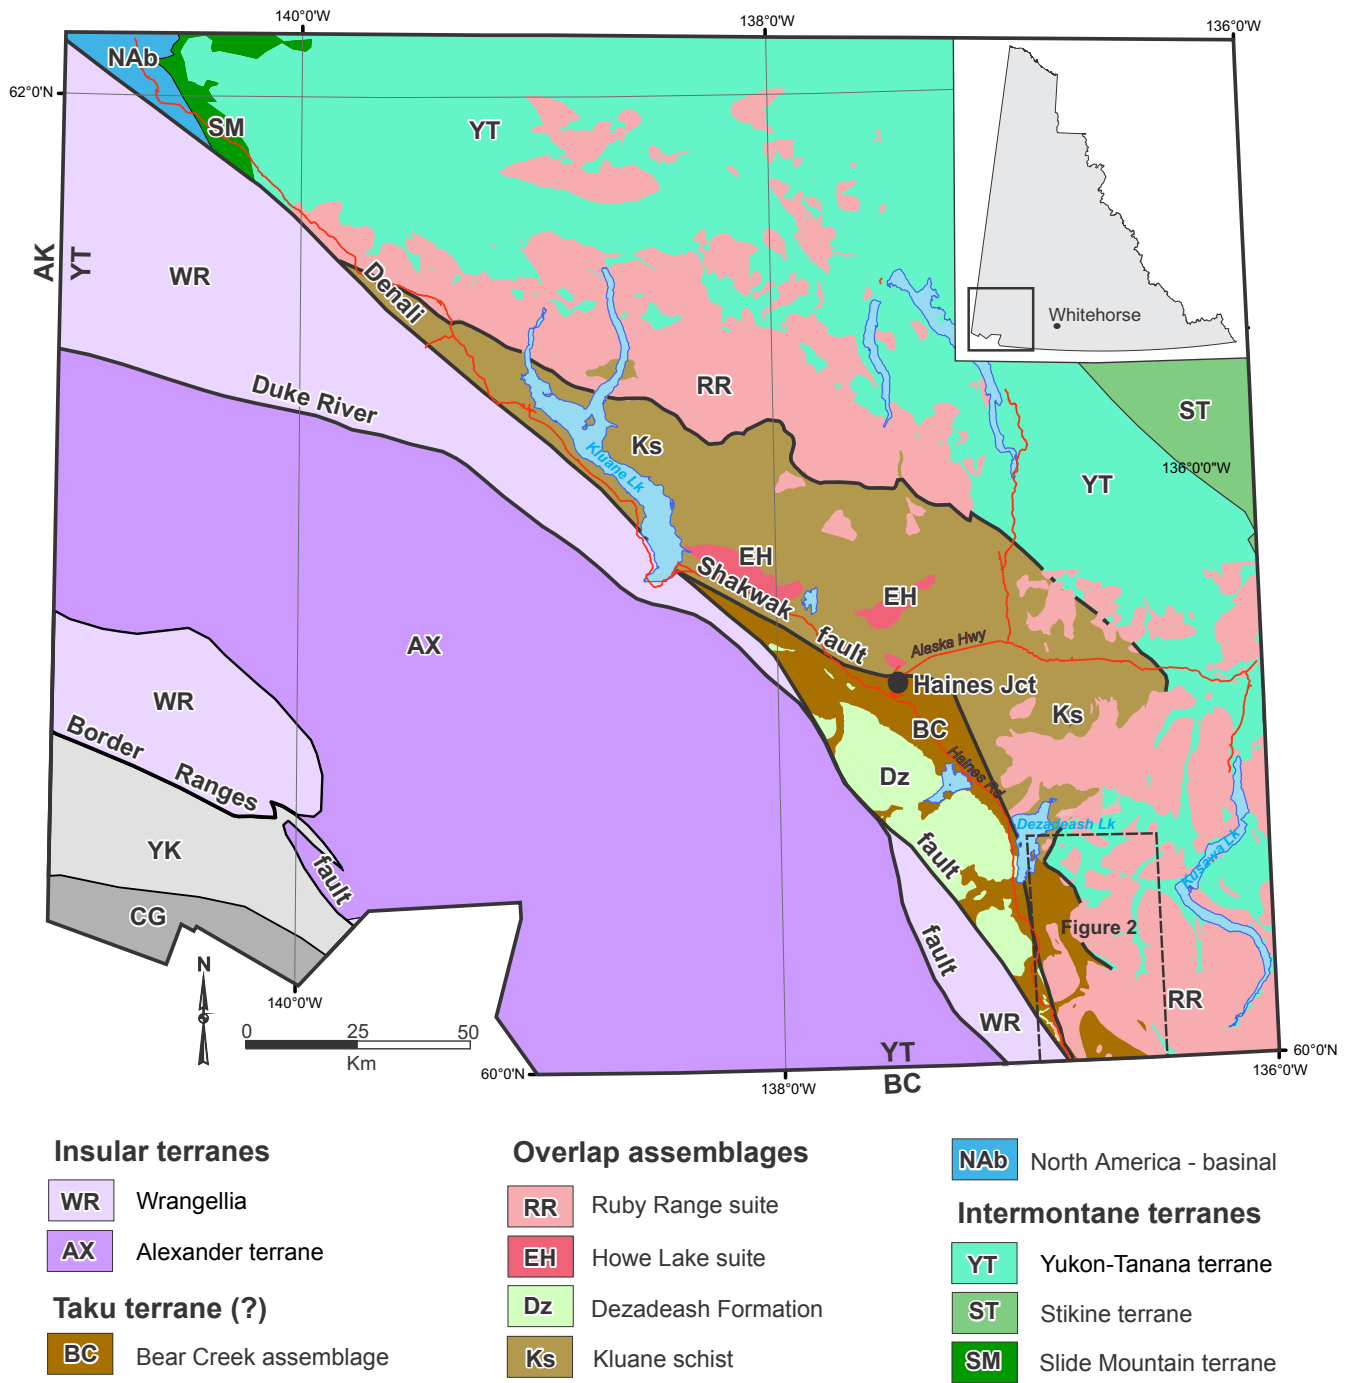 140°0'W
138°0'W
136°0'W
62°0'N
NAb
SM
YT
AK
YT
WR
Denali
Whitehorse
Duke River
RR
ST
136°0'0"W
Ks
Kluane Lk
YT
EH
Shakwak
fault
EH
Alaska Hwy
AX
Haines Jct
WR
Ks
BC
Border
Ranges
fault
Dz
Haines Rd
Dezadeash Lk
Kusawa Lk
YK
fault
CG
Figure 2
fault
N
140°0'W
RR
WR
0
25
50
Km
YT
BC
60°0'N
60°0'N
138°0'W
136°0'W
Insular terranes
WR Wrangellia
AX Alexander terrane
Taku terrane (?)
BC Bear Creek assemblage
Overlap assemblages
RR Ruby Range suite
EH Howe Lake suite
Dz Dezadeash Formation
Ks Kluane schist
NAb North America - basinal
Intermontane terranes
YT Yukon-Tanana terrane
ST Stikine terrane
SM Slide Mountain terrane